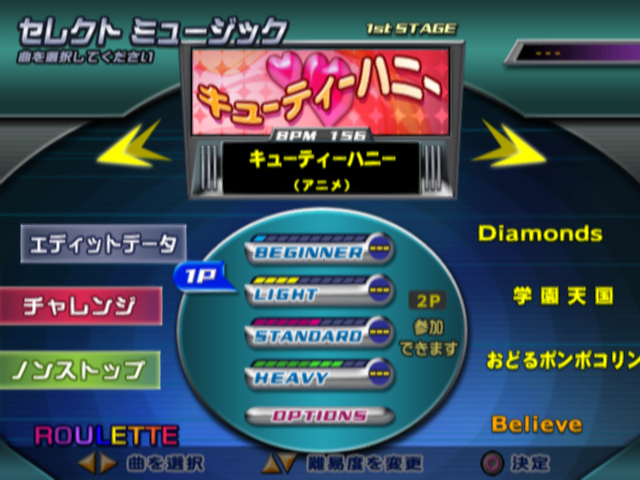 セレクト ミュージック
曲を選択してください
1st STAGE
---
キューティーハニー
BPM 156
キューティーハニー
(アニメ)
エディットデータ
チャレンジ
ノンストップ
ROULETTE
1P
BEGINNER ---
LIGHT ---
STANDARD ---
HEAVY ---
OPTIONS
2P
参加
できます
Diamonds
学園天国
おどるポンポコリン
Believe
曲を選択
難易度を変更
決定